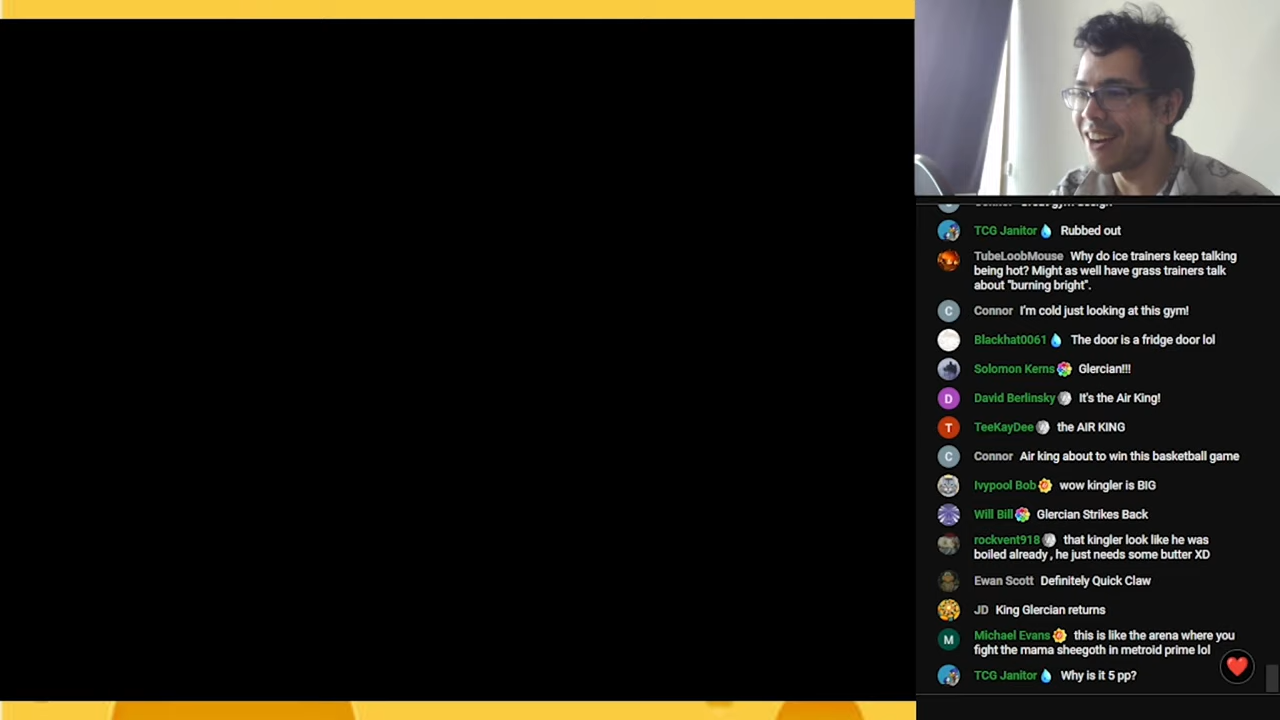 TCG Janitor Rubbed out
TubeLoobMouse Why do ice trainers keep talking
being hot? Might as well have grass trainers talk
about "burning bright".
Connor I'm cold just looking at this gym!
Blackhat0061 The door is a fridge door lol
Solomon Kerns Glercian!!!
D David Berlinsky It's the Air King!
T TeeKayDee the AIR KING
C Connor Air king about to win this basketball game
Ivypool Bob wow kingler is BIG
Will Bill Glercian Strikes Back
rockvent918 that kingler look like he was
boiled already , he just needs some butter XD
Ewan Scott Definitely Quick Claw
JD King Glercian returns
M Michael Evans this is like the arena where you
fight the mama sheegoth in metroid prime lol
TCG Janitor Why is it 5 pp?